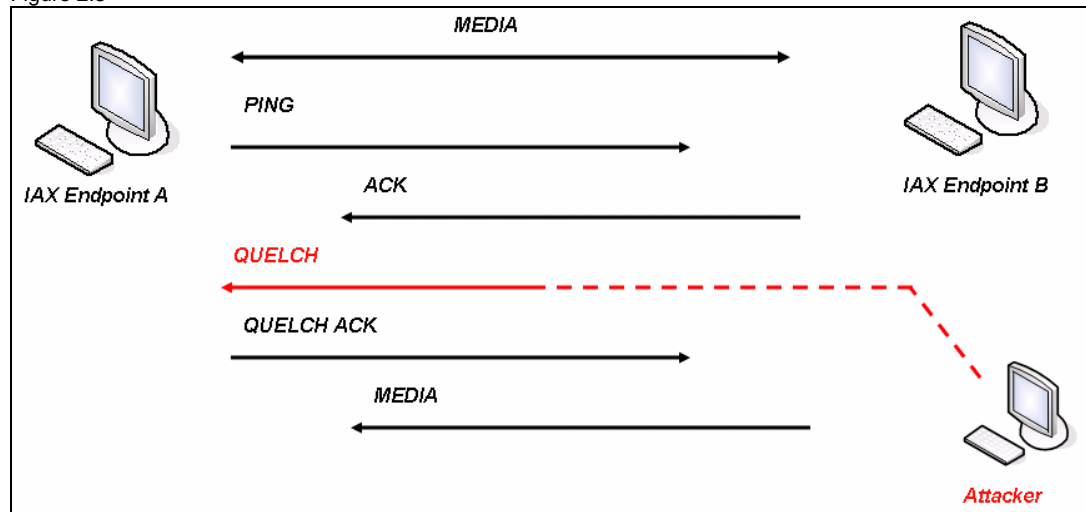 MEDIA
PING
IAX Endpoint A
IAX Endpoint B
ACK
QUELCH
QUELCH ACK
MEDIA
Attacker